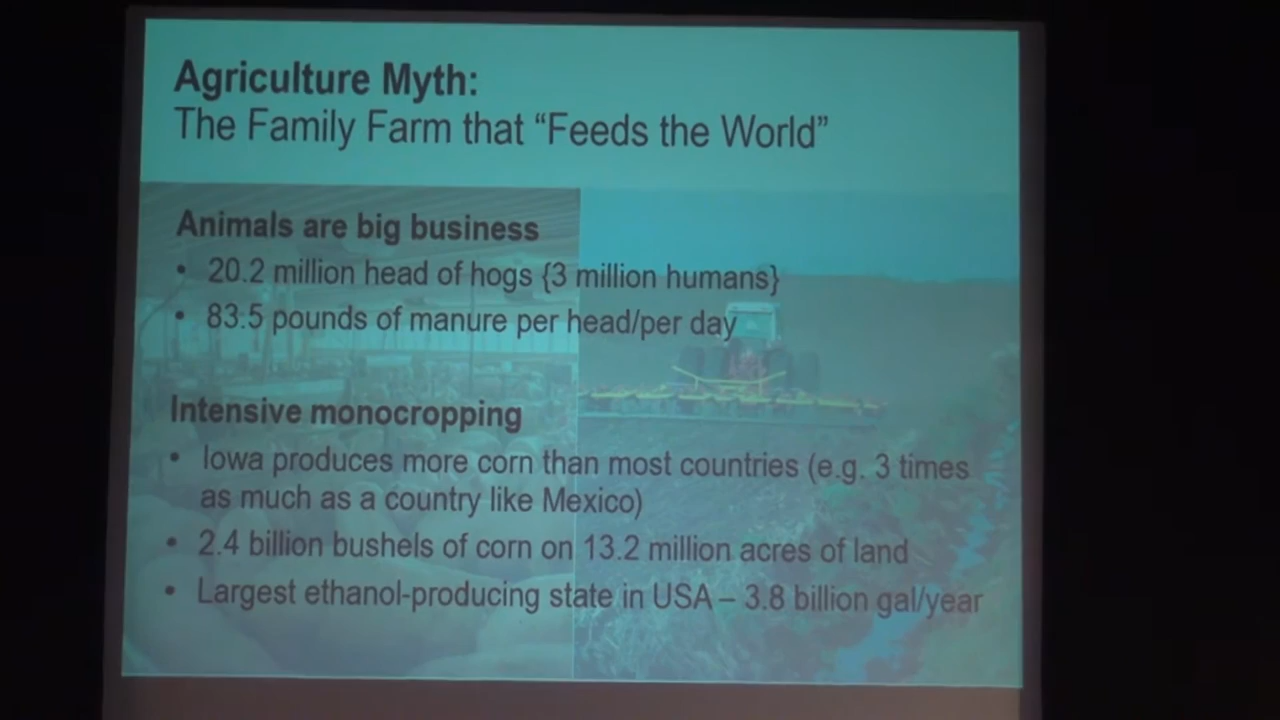 Agriculture Myth:
The Family Farm that “Feeds the World”
Animals are big business
• 20.2 million head of hogs {3 million humans}
• 83.5 pounds of manure per head/per day
Intensive monocropping
• Iowa produces more corn than most countries (e.g. 3 times
as much as a country like Mexico)
• 2.4 billion bushels of corn on 13.2 million acres of land
• Largest ethanol-producing state in USA – 3.8 billion gal/year